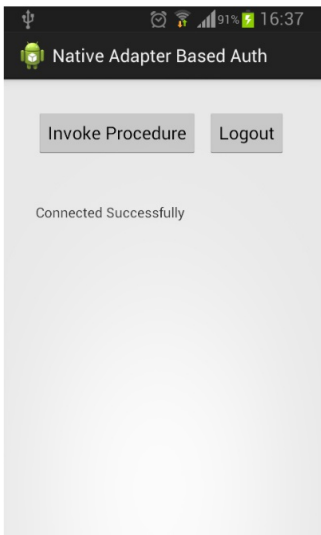 91% 16:37
Native Adapter Based Auth
Invoke Procedure Logout
Connected Successfully